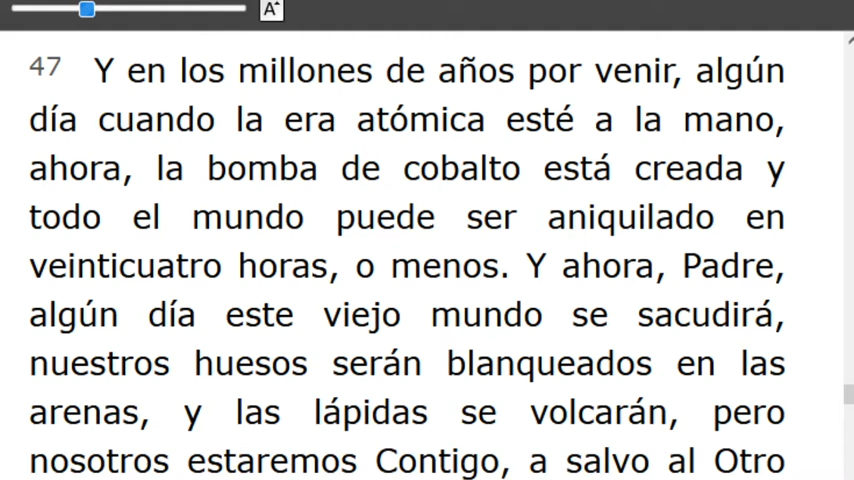 A
47 Y en los millones de años por venir, algún
día cuando la era atómica esté a la mano,
ahora, la bomba de cobalto está creada y
todo el mundo puede ser aniquilado en
veinticuatro horas, o menos. Y ahora, Padre,
algún día este viejo mundo se sacudirá,
nuestros huesos serán blanqueados en las
arenas, y las lápidas se volcarán, pero
nosotros estaremos Contigo, a salvo al Otro